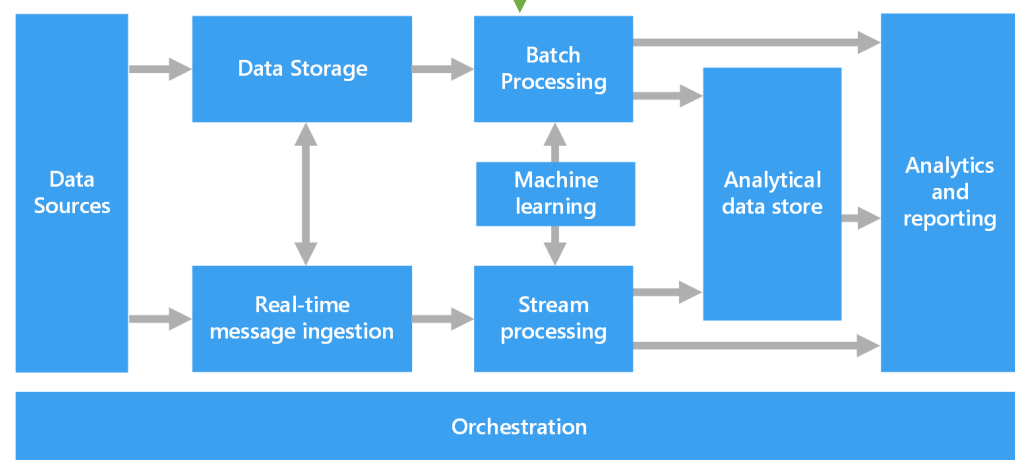 Data
Sources
Data Storage
Real-time
message ingestion
Batch
Processing
Machine
learning
Stream
processing
Analytical
data store
Analytics
and
reporting
Orchestration